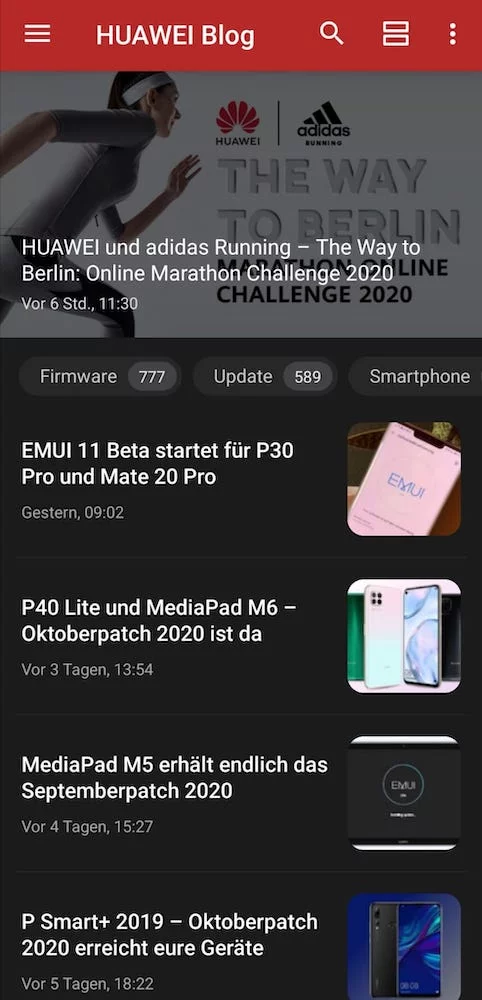 HUAWEI Blog
HUAWEI
adidas
RUNNING
THE WAY
TO BERLIN
MARATHON ONLINE
CHALLENGE 2020
HUAWEI und adidas Running – The Way to
Berlin: Online Marathon Challenge 2020
Vor 6 Std., 11:30
Firmware 777
Update 589
Smartphone
EMUI 11 Beta startet für P30
Pro und Mate 20 Pro
Gestern, 09:02
EMUI
P40 Lite und MediaPad M6 –
Oktoberpatch 2020 ist da
Vor 3 Tagen, 13:54
MediaPad M5 erhält endlich das
Septemberpatch 2020
Vor 4 Tagen, 15:27
EMUI
P Smart+ 2019 – Oktoberpatch
2020 erreicht eure Geräte
Vor 5 Tagen, 18:22
08:08